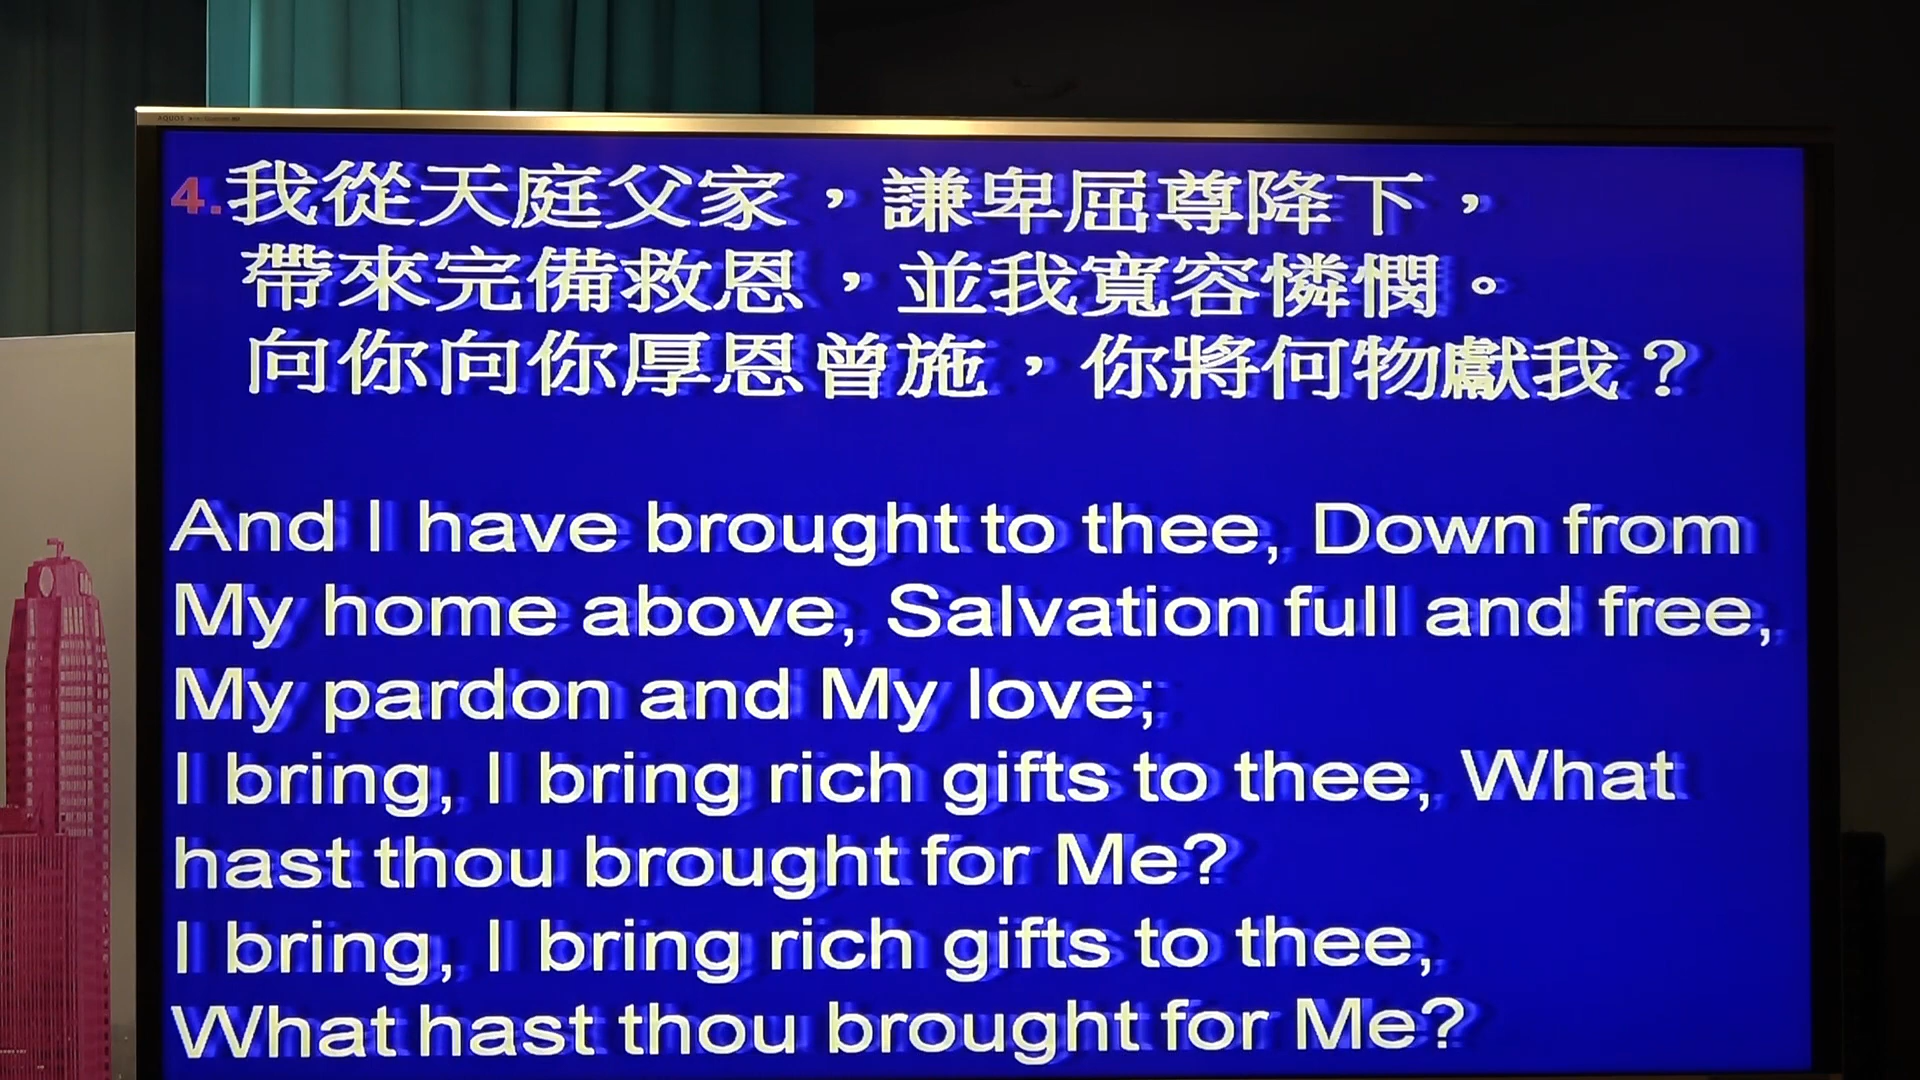 AQUOS
4.我從天庭父家，謙卑屈尊降下，
帶來完備救恩，並我寬容憐憫。
向你向你厚恩曾施，你將何物獻我？
And I have brought to thee, Down from
My home above, Salvation full and free,
My pardon and My love;
I bring, I bring rich gifts to thee, What
hast thou brought for Me?
I bring, I bring rich gifts to thee,
What hast thou brought for Me?